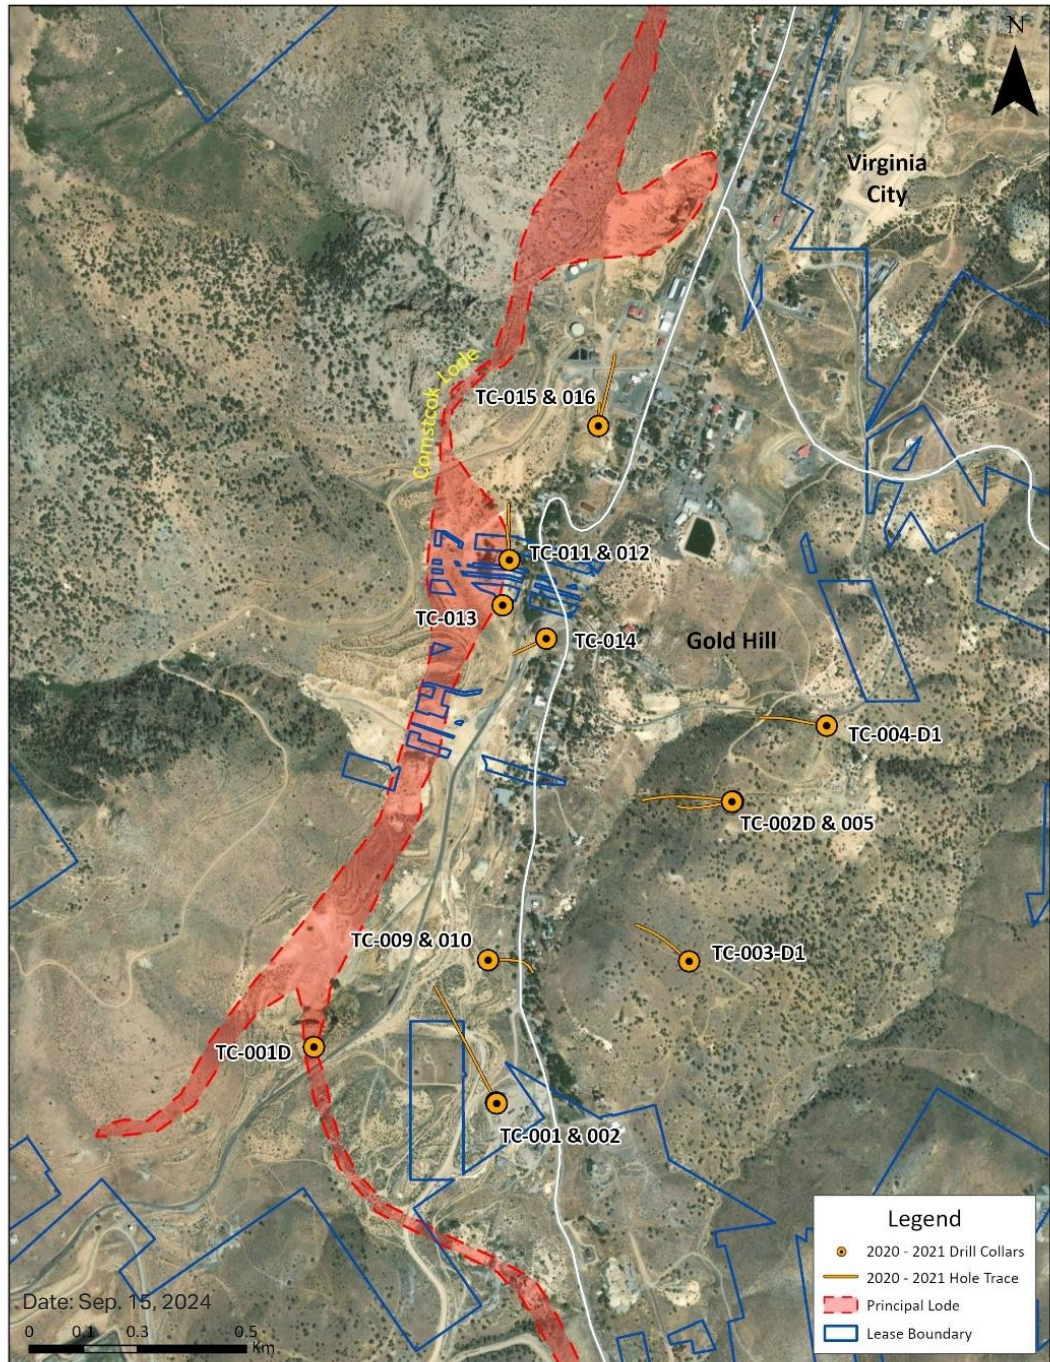 N
Virginia
City
Comstcok Lode
TC-015 & 016
TC-011 & 012
TC-013
TC-014
Gold Hill
TC-004-D1
TC-002D & 005
TC-009 & 010
TC-003-D1
TC-001D
TC-001 & 002
Legend
2020 - 2021 Drill Collars
2020 - 2021 Hole Trace
Principal Lode
Lease Boundary
Date: Sep. 15, 2024
0 0.1 0.3 0.5
Km